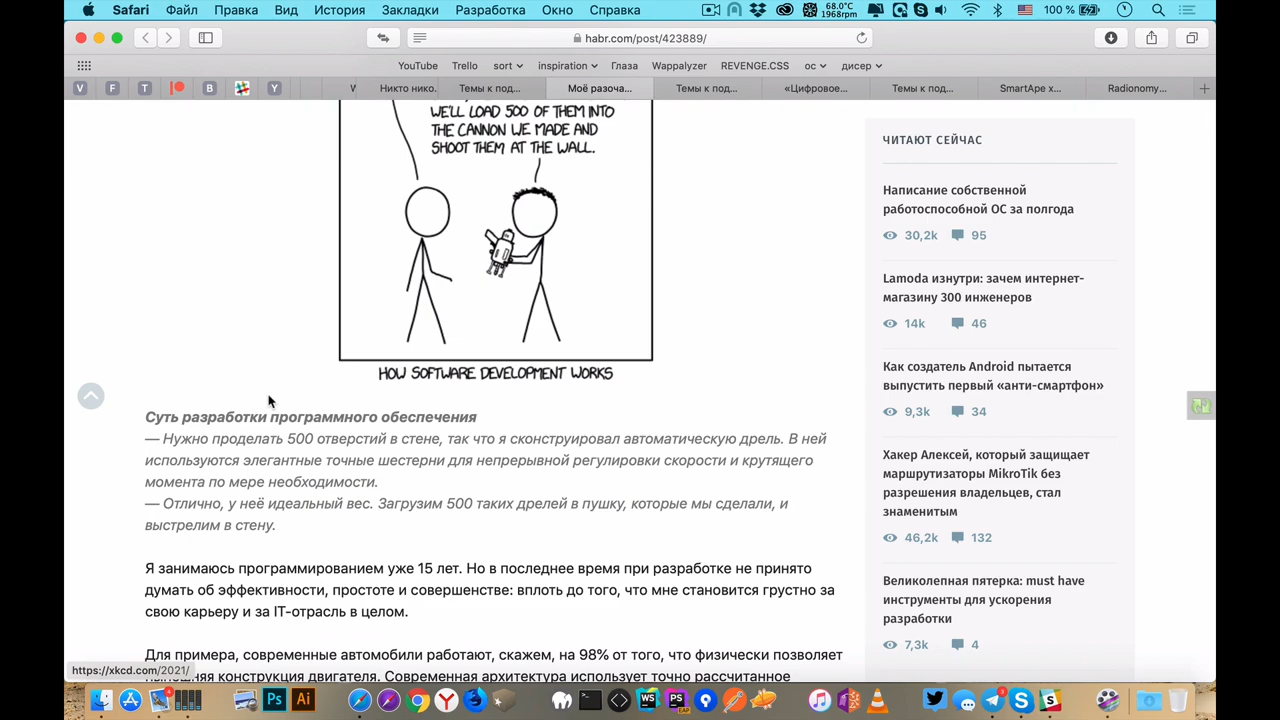 Safari Файл Правка Вид История Закладки Разработка Окно Справка
68.0°C
1968rpm
100 %
habr.com/post/423889/
YouTube Trello sort inspiration Глаза Wappalyzer REVENGE.CSS ос дисер
V F T B Y Никто нико. Темы к под... Моё разоча... Темы к под... «Цифровое... Темы к под... SmartApe х... Radionomy...
WE'LL LOAD 500 OF THEM INTO
THE CANNON WE MADE AND
SHOOT THEM AT THE WALL.
HOW SOFTWARE DEVELOPMENT WORKS
Суть разработки программного обеспечения
— Нужно проделать 500 отверстий в стене, так что я сконструировал автоматическую дрель. В ней
используются элегантные точные шестерни для непрерывной регулировки скорости и крутящего
момента по мере необходимости.
— Отлично, у неё идеальный вес. Загрузим 500 таких дрелей в пушку, которые мы сделали, и
выстрелим в стену.
Я занимаюсь программированием уже 15 лет. Но в последнее время при разработке не принято
думать об эффективности, простоте и совершенстве: вплоть до того, что мне становится грустно за
свою карьеру и за IT-отрасль в целом.
Для примера, современные автомобили работают, скажем, на 98% от того, что физически позволяет
нынешняя конструкция двигателя. Современная архитектура использует точно рассчитанное
https://xkcd.com/2021/
ЧИТАЮТ СЕЙЧАС
Написание собственной
работоспособной ОС за полгода
30,2k 95
Lamoda изнутри: зачем интернет-
магазину 300 инженеров
14k 46
Как создатель Android пытается
выпустить первый «анти-смартфон»
9,3k 34
Хакер Алексей, который защищает
маршрутизаторы MikroTik без
разрешения владельцев, стал
знаменитым
46,2k 132
Великолепная пятерка: must have
инструменты для ускорения
разработки
7,3k 4
Ps Ai WS PS